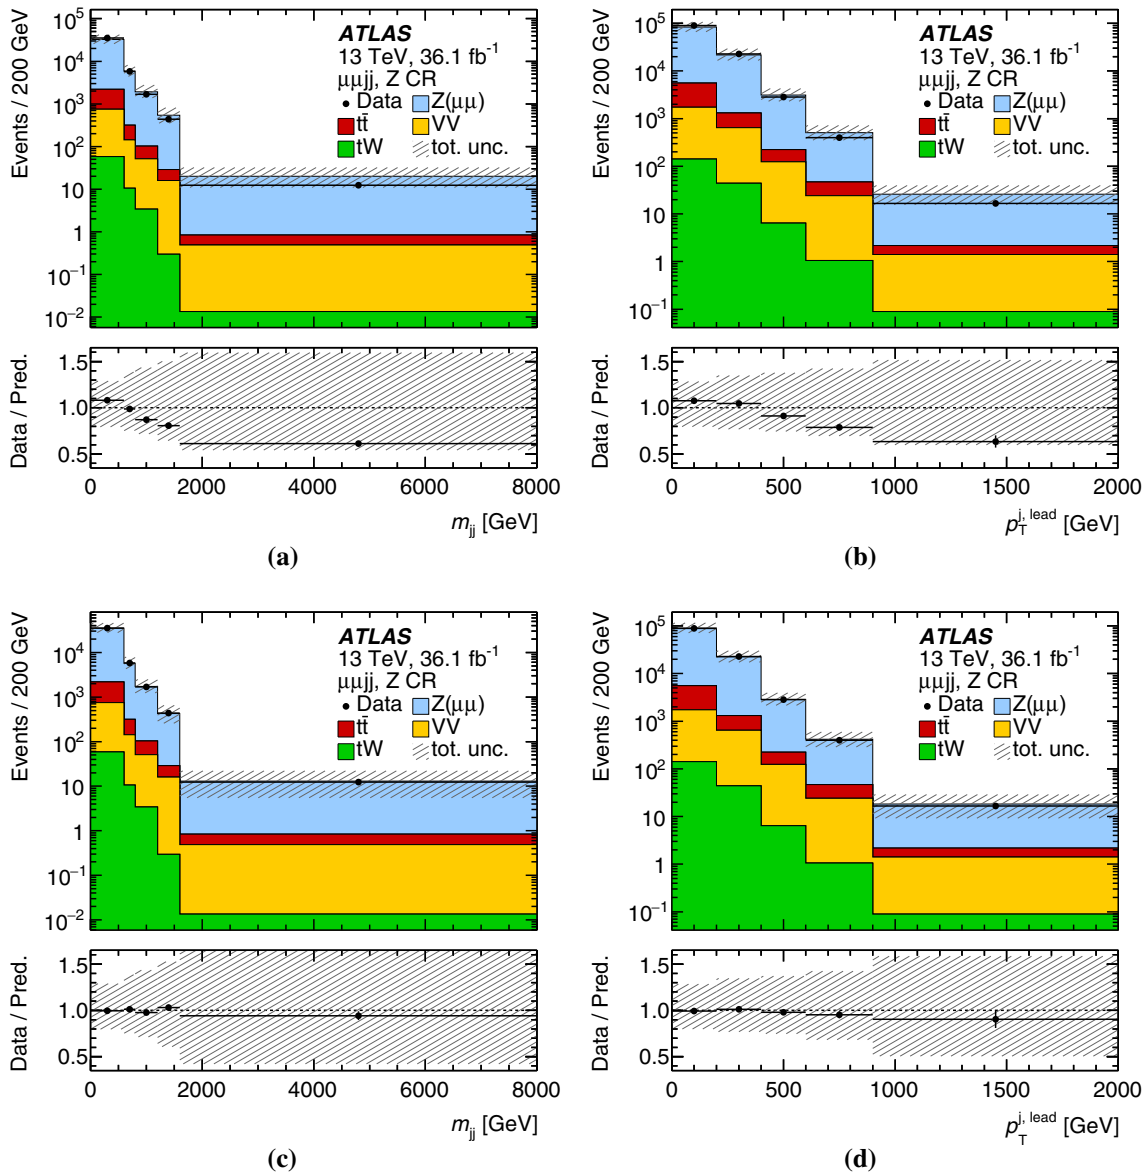 Events / 200 GeV
10⁵
10⁴
10³
10²
10
1
10⁻¹
10⁻²
ATLAS
13 TeV, 36.1 fb⁻¹
μμjj, Z CR
Data Z(μμ)
tt̄ VV
tW tot. unc.
Data / Pred.
1.5
1.0
0.5
0 2000 4000 6000 8000
m_jj [GeV]
(a)
Events / 200 GeV
10⁵
10⁴
10³
10²
10
1
10⁻¹
ATLAS
13 TeV, 36.1 fb⁻¹
μμjj, Z CR
Data Z(μμ)
tt̄ VV
tW tot. unc.
Data / Pred.
1.5
1.0
0.5
0 500 1000 1500 2000
p_T^{j, lead} [GeV]
(b)
Events / 200 GeV
10⁴
10³
10²
10
1
10⁻¹
10⁻²
ATLAS
13 TeV, 36.1 fb⁻¹
μμjj, Z CR
Data Z(μμ)
tt̄ VV
tW tot. unc.
Data / Pred.
1.5
1.0
0.5
0 2000 4000 6000 8000
m_jj [GeV]
(c)
Events / 200 GeV
10⁵
10⁴
10³
10²
10
1
10⁻¹
ATLAS
13 TeV, 36.1 fb⁻¹
μμjj, Z CR
Data Z(μμ)
tt̄ VV
tW tot. unc.
Data / Pred.
1.5
1.0
0.5
0 500 1000 1500 2000
p_T^{j, lead} [GeV]
(d)